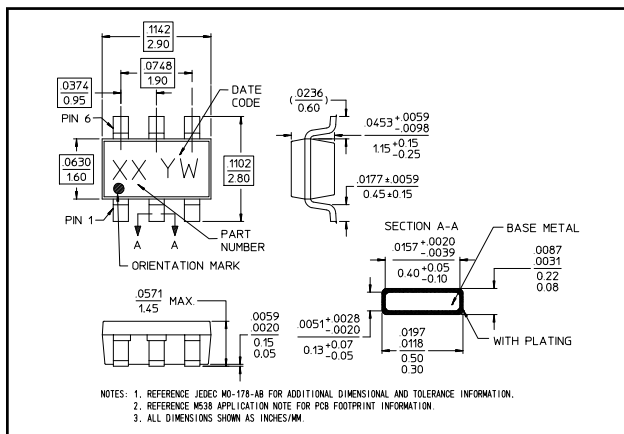 .1142
2.90
.0748
1.90
.0374
0.95
DATE
CODE
PIN 6
.0630
1.60
XX YW
.1102
2.80
PIN 1
A A
PART
NUMBER
ORIENTATION MARK
(.0236
0.60)
.0453 +.0059
-.0098
1.15 +0.15
-0.25
.0177±.0059
0.45±0.15
SECTION A-A
.0157 +.0020
-.0039
0.40 +0.05
-0.10
BASE METAL
.0087
.0031
0.22
0.08
.0571
1.45
MAX.
.0059
.0020
0.15
0.05
.0051 +.0028
-.0020
0.13 +0.07
-0.05
.0197
.0118
0.50
0.30
WITH PLATING
NOTES: 1. REFERENCE JEDEC MO-178-AB FOR ADDITIONAL DIMENSIONAL AND TOLERANCE INFORMATION.
2. REFERENCE M538 APPLICATION NOTE FOR PCB FOOTPRINT INFORMATION.
3. ALL DIMENSIONS SHOWN AS INCHES/MM.